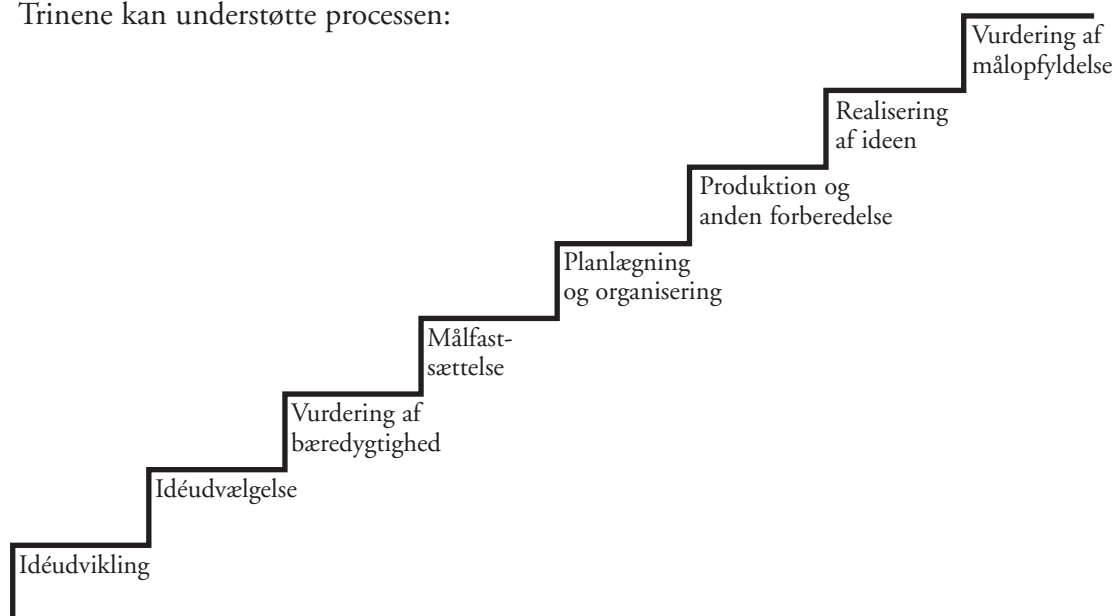 Trinene kan understøtte processen:
Vurdering af
målopfyldelse
Realisering
af ideen
Produktion og
anden forberedelse
Planlægning
og organisering
Målfast-
sættelse
Vurdering af
bæredygtighed
Idéudvælgelse
Idéudvikling